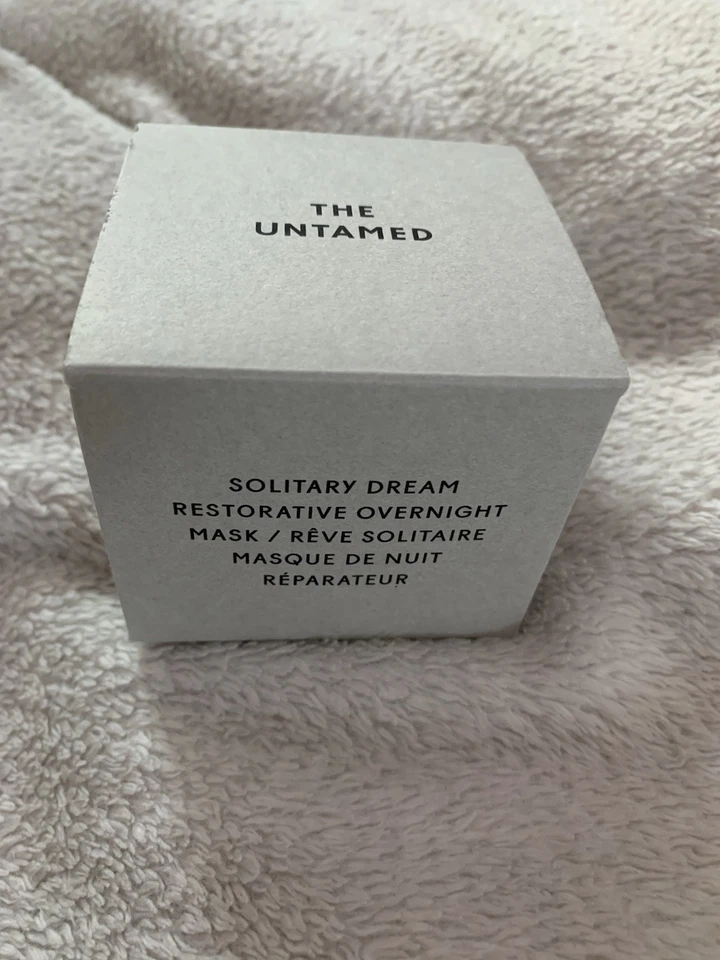 THE
UNTAMED
SOLITARY DREAM
RESTORATIVE OVERNIGHT
MASK / RÊVE SOLITAIRE
MASQUE DE NUIT
RÉPARATEUR